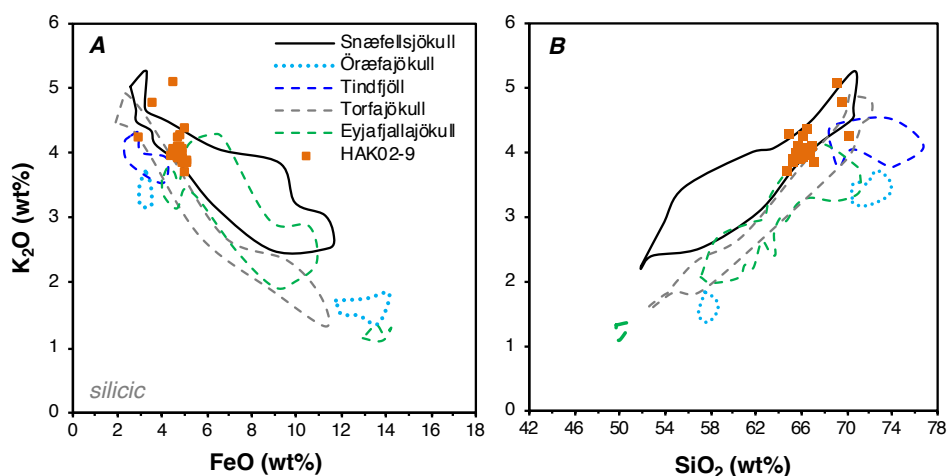 A
Snæfellsjökull
Öræfajökull
Tindfjöll
Torfajökull
Eyjafjallajökull
HAK02-9
silicic
K2O (wt%)
6
5
4
3
2
1
0
0 2 4 6 8 10 12 14 16 18
FeO (wt%)
B
6
5
4
3
2
1
0
42 46 50 54 58 62 66 70 74 78
SiO2 (wt%)